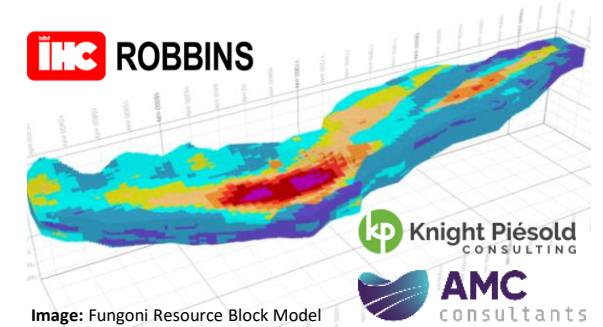 iHC ROBBINS
kp Knight Piésold
CONSULTING
AMC
consultants
Image: Fungoni Resource Block Model